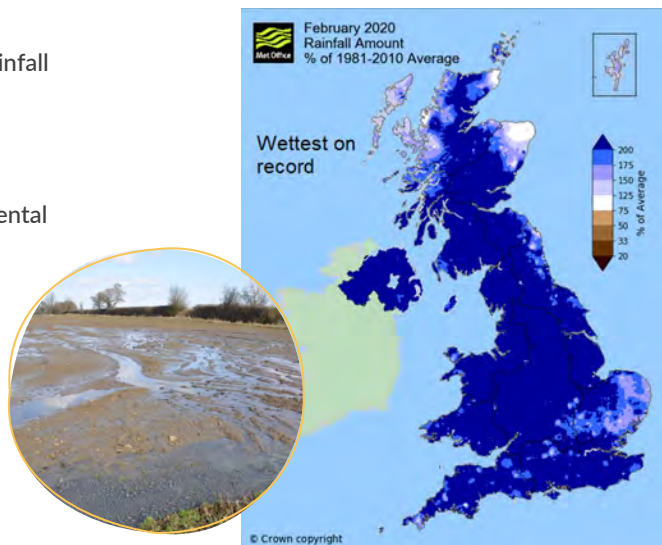 infall
ental
Met Office
February 2020
Rainfall Amount
% of 1981-2010 Average
Wettest on
record
200
175
150
125
75
50
33
20
% of Average
© Crown copyright